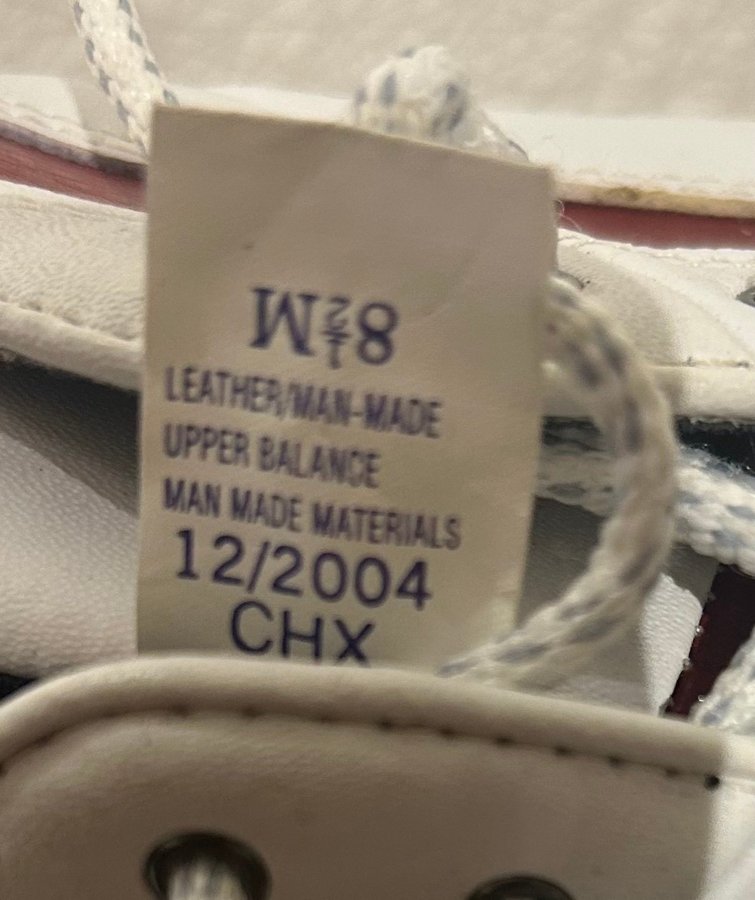 8½M
LEATHER/MAN-MADE
UPPER BALANCE
MAN MADE MATERIALS
12/2004
CHX